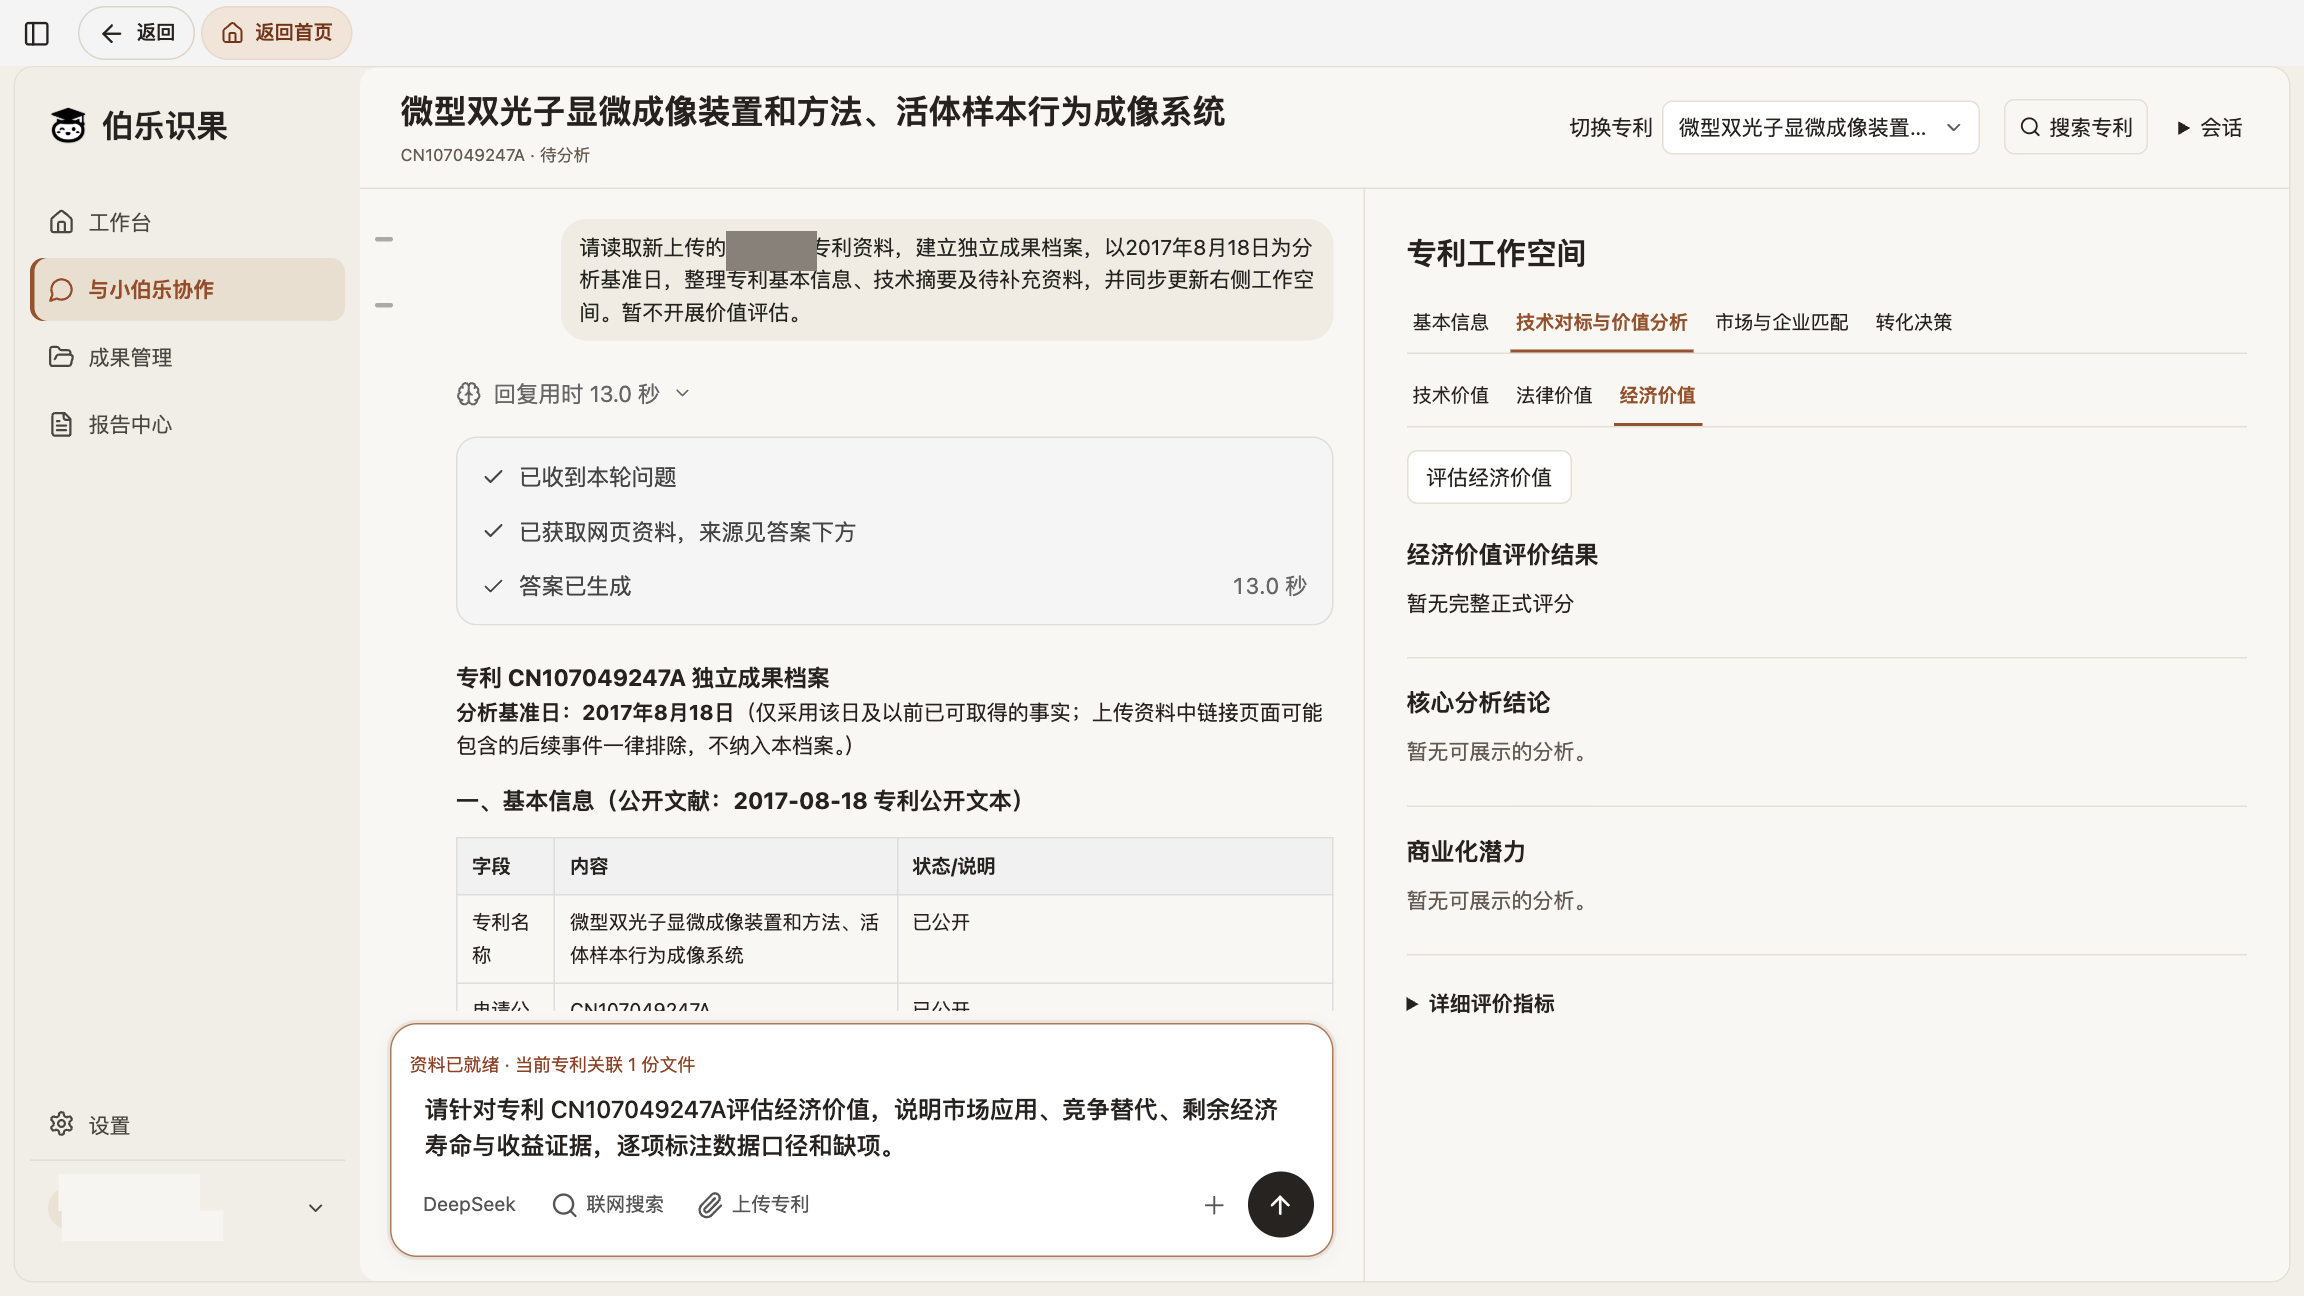 返回
返回首页
伯乐识果
工作台
与小伯乐协作
成果管理
报告中心
设置
微型双光子显微成像装置和方法、活体样本行为成像系统
CN107049247A · 待分析
切换专利
微型双光子显微成像装置...
搜索专利
▶ 会话
请读取新上传的 专利资料，建立独立成果档案，以2017年8月18日为分
析基准日，整理专利基本信息、技术摘要及待补充资料，并同步更新右侧工作空
间。暂不开展价值评估。
回复用时 13.0 秒
已收到本轮问题
已获取网页资料，来源见答案下方
答案已生成
13.0 秒
专利 CN107049247A 独立成果档案
分析基准日：2017年8月18日（仅采用该日及以前已可取得的事实；上传资料中链接页面可能
包含的后续事件一律排除，不纳入本档案。）
一、基本信息（公开文献：2017-08-18 专利公开文本）
字段 内容 状态/说明
专利名 微型双光子显微成像装置和方法、活 已公开
称 体样本行为成像系统
申请公 CN107049247A 已公开
资料已就绪 · 当前专利关联 1 份文件
请针对专利 CN107049247A评估经济价值，说明市场应用、竞争替代、剩余经济
寿命与收益证据，逐项标注数据口径和缺项。
DeepSeek
联网搜索
上传专利
专利工作空间
基本信息 技术对标与价值分析 市场与企业匹配 转化决策
技术价值 法律价值 经济价值
评估经济价值
经济价值评价结果
暂无完整正式评分
核心分析结论
暂无可展示的分析。
商业化潜力
暂无可展示的分析。
▶ 详细评价指标